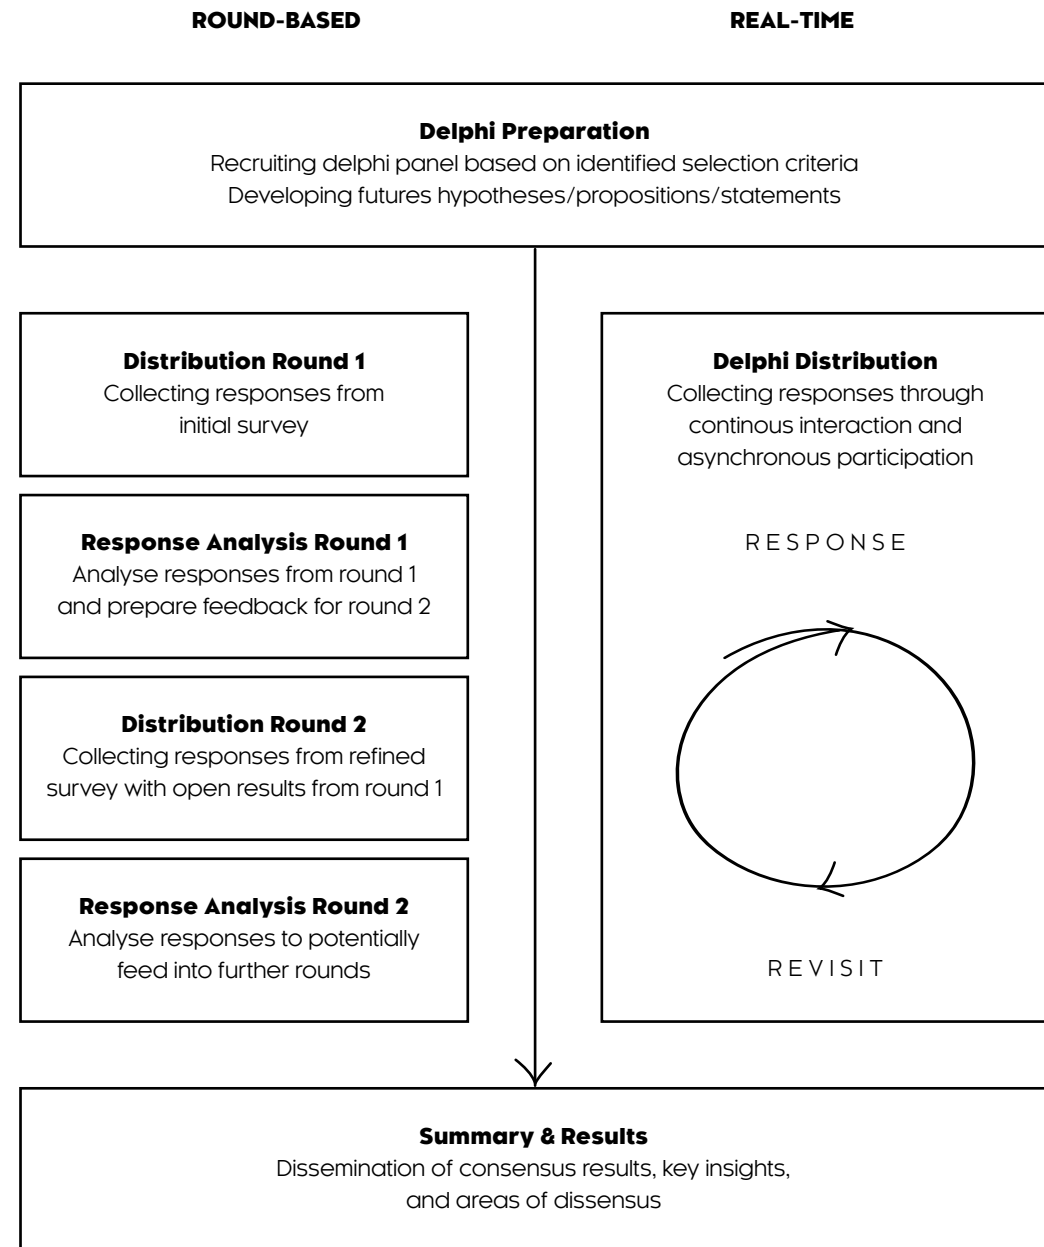 ROUND-BASED
REAL-TIME
Delphi Preparation
Recruiting delphi panel based on identified selection criteria
Developing futures hypotheses/propositions/statements
Distribution Round 1
Collecting responses from
initial survey
Response Analysis Round 1
Analyse responses from round 1
and prepare feedback for round 2
Distribution Round 2
Collecting responses from refined
survey with open results from round 1
Response Analysis Round 2
Analyse responses to potentially
feed into further rounds
Delphi Distribution
Collecting responses through
continous interaction and
asynchronous participation
RESPONSE
REVISIT
Summary & Results
Dissemination of consensus results, key insights,
and areas of dissensus